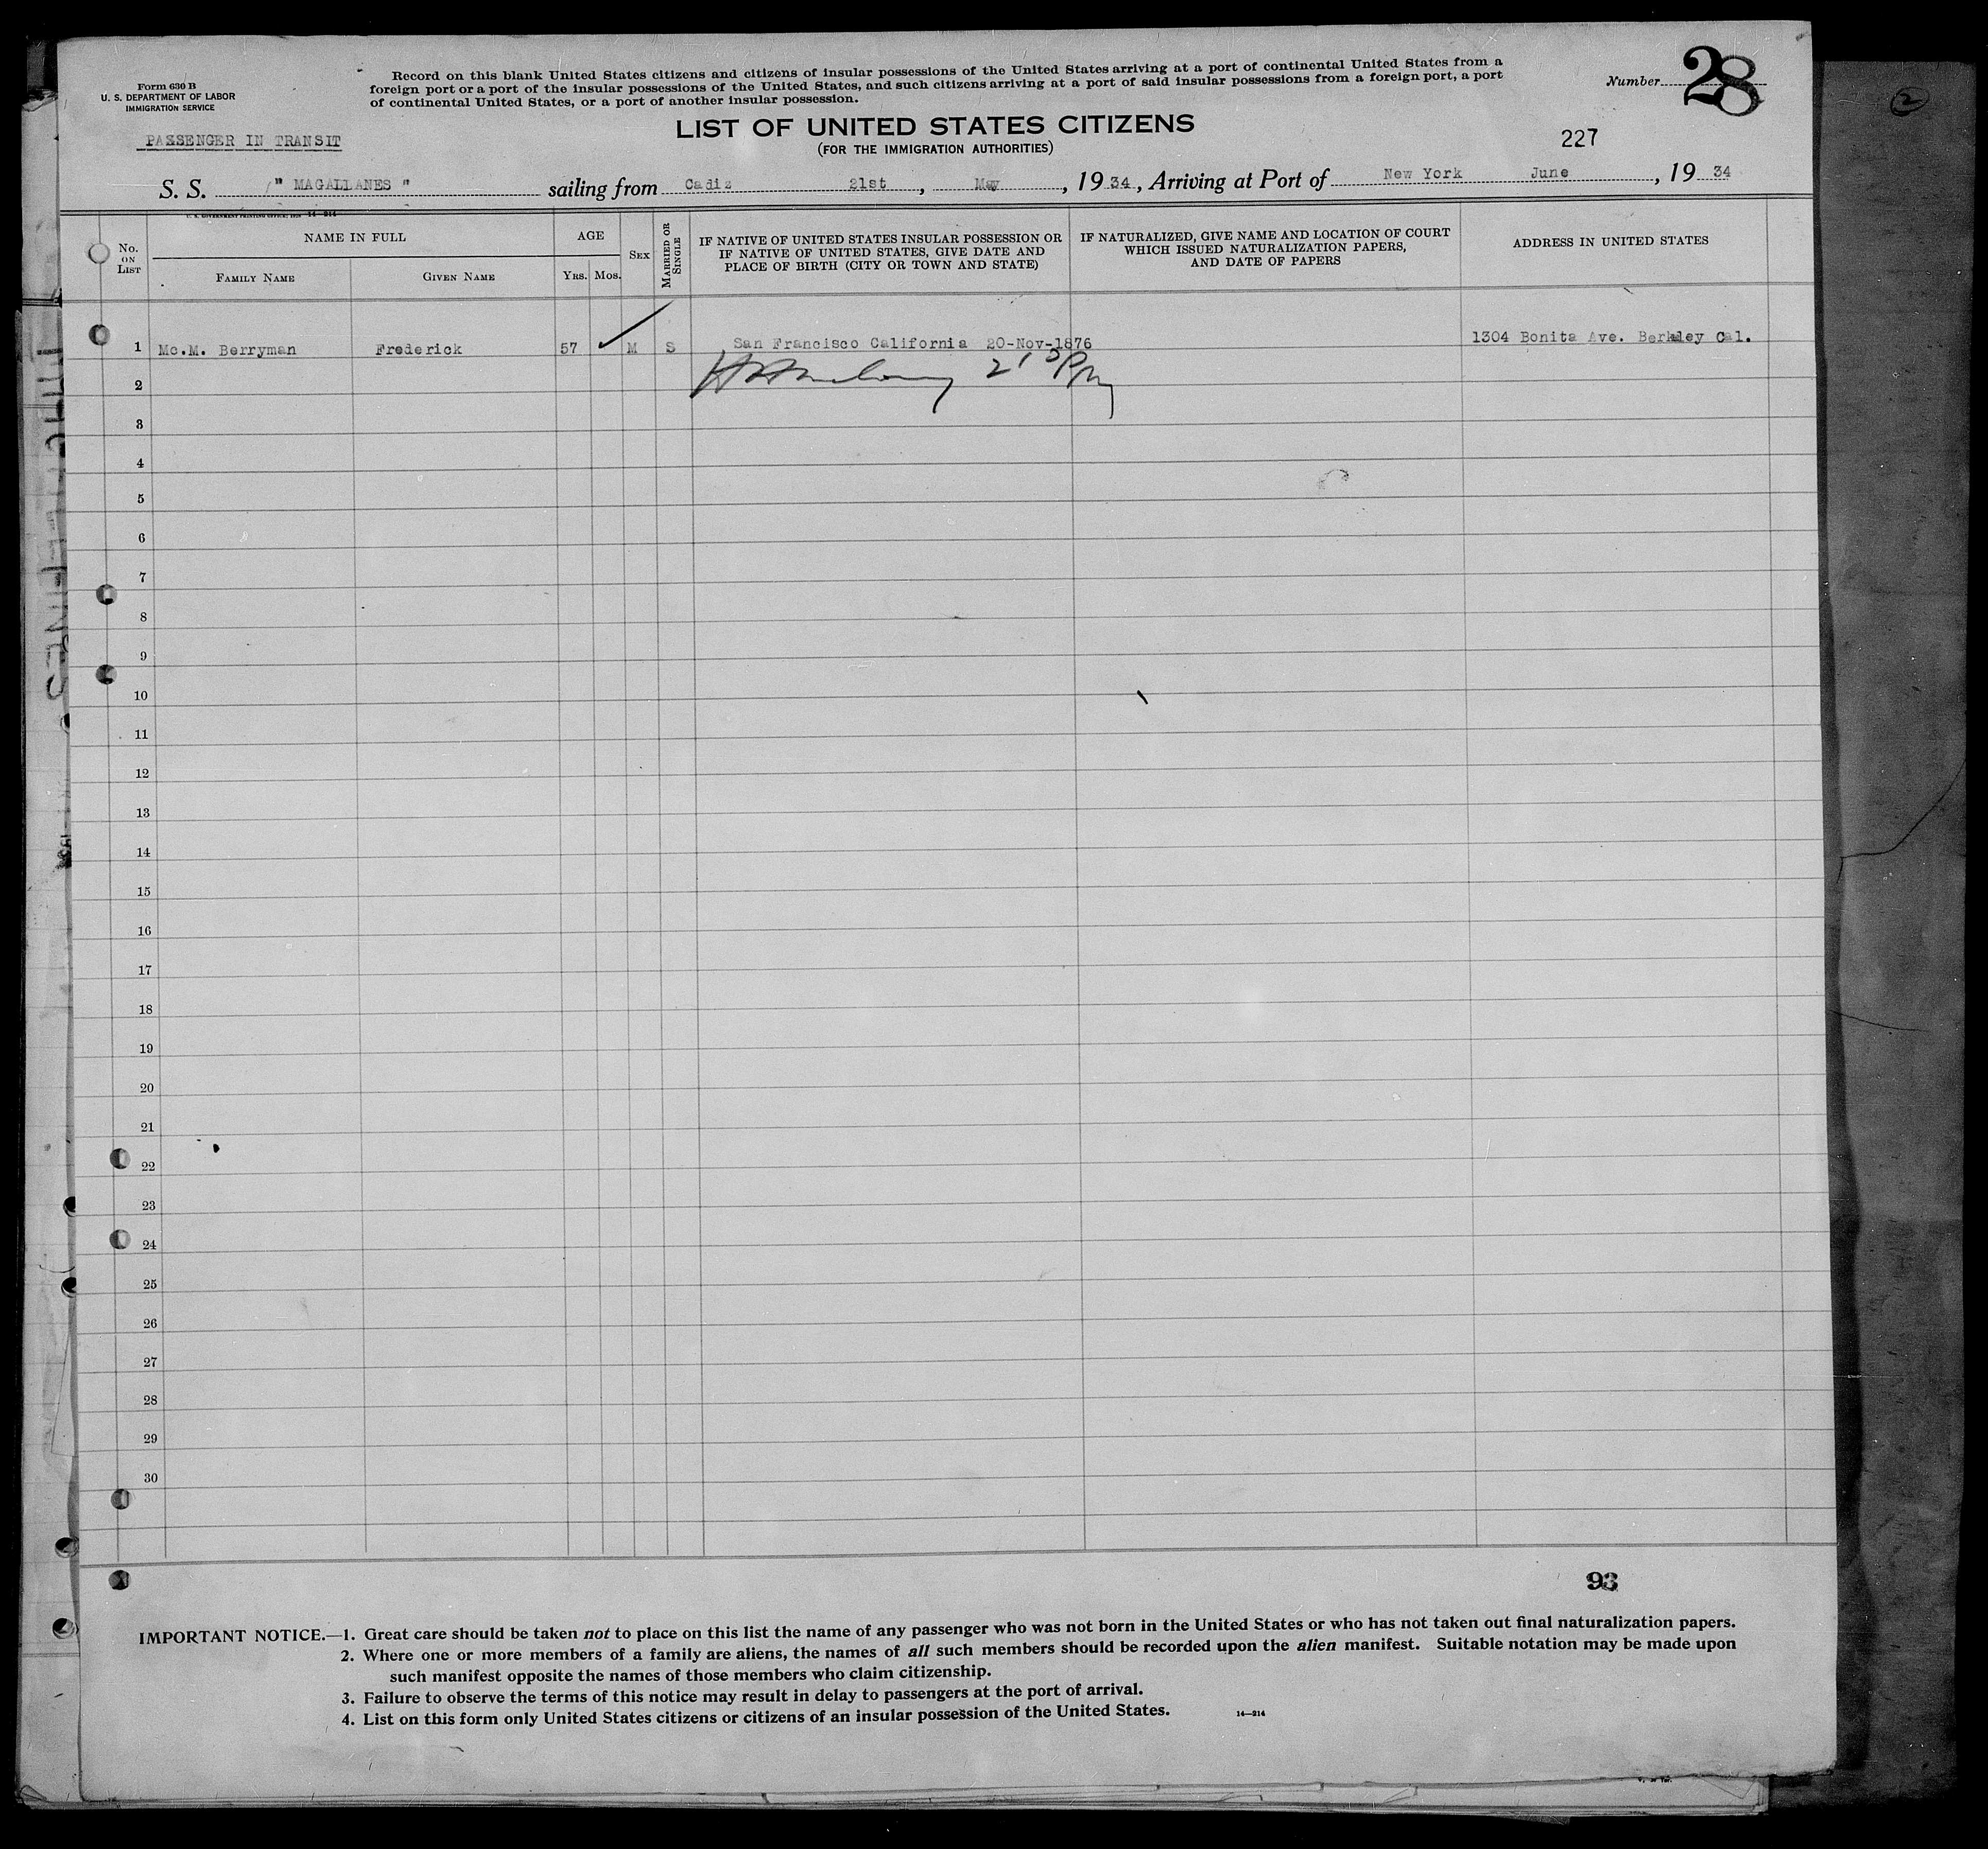 Form 630 B
U. S. DEPARTMENT OF LABOR
IMMIGRATION SERVICE
Record on this blank United States citizens and citizens of insular possessions of the United States arriving at a port of continental United States from a
foreign port or a port of the insular possessions of the United States, and such citizens arriving at a port of said insular possessions from a foreign port, a port
of continental United States, or a port of another insular possession.
Number 28
LIST OF UNITED STATES CITIZENS
(FOR THE IMMIGRATION AUTHORITIES)
227
PASSENGER IN TRANSIT
S. S. " MAGALLANES " sailing from Cadiz 21st, May, 19 34, Arriving at Port of New York June, 19 34
No. ON LIST
NAME IN FULL
FAMILY NAME
GIVEN NAME
AGE
YRS.
MOS.
SEX
MARRIED OR SINGLE
IF NATIVE OF UNITED STATES INSULAR POSSESSION OR
IF NATIVE OF UNITED STATES, GIVE DATE AND
PLACE OF BIRTH (CITY OR TOWN AND STATE)
IF NATURALIZED, GIVE NAME AND LOCATION OF COURT
WHICH ISSUED NATURALIZATION PAPERS,
AND DATE OF PAPERS
ADDRESS IN UNITED STATES
1 Mc.M. Berryman Frederick 57 M S San Francisco California 20-Nov-1876 1304 Bonita Ave. Berkley Cal.
2
3
4
5
6
7
8
9
10
11
12
13
14
15
16
17
18
19
20
21
22
23
24
25
26
27
28
29
30
93
IMPORTANT NOTICE.—1. Great care should be taken not to place on this list the name of any passenger who was not born in the United States or who has not taken out final naturalization papers.
2. Where one or more members of a family are aliens, the names of all such members should be recorded upon the alien manifest. Suitable notation may be made upon
such manifest opposite the names of those members who claim citizenship.
3. Failure to observe the terms of this notice may result in delay to passengers at the port of arrival.
4. List on this form only United States citizens or citizens of an insular possession of the United States.
14—214